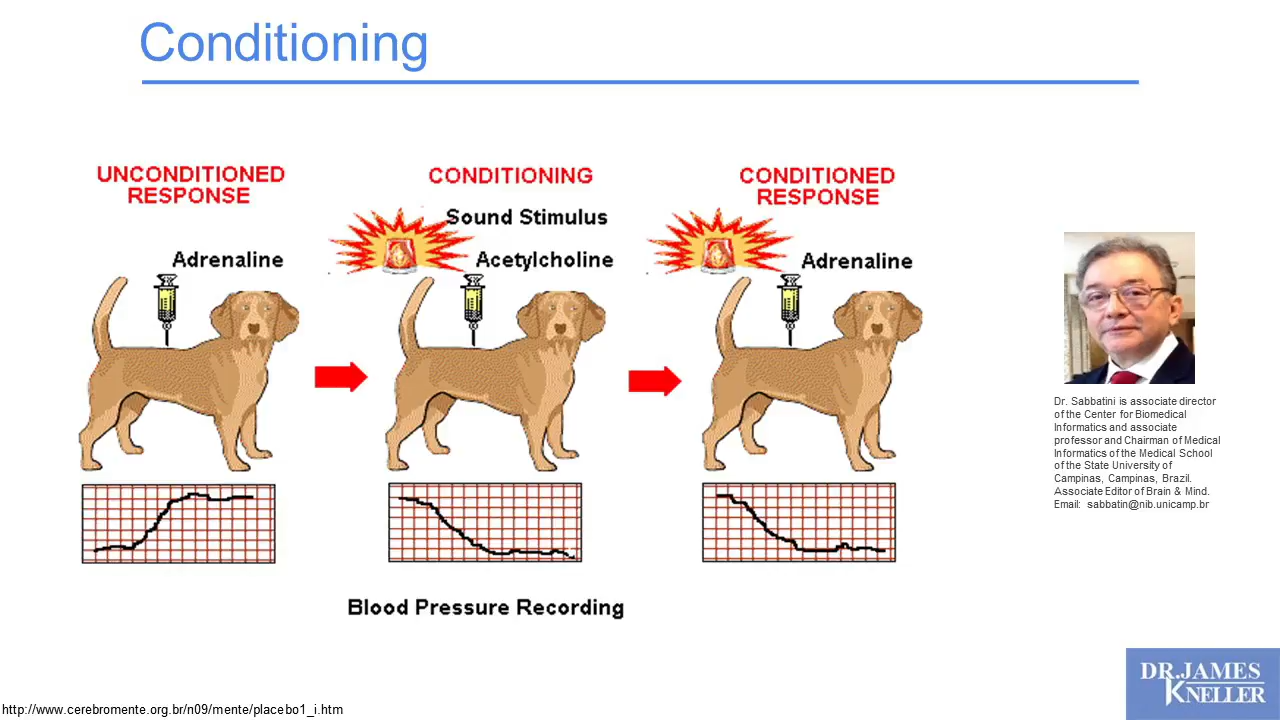 Conditioning
UNCONDITIONED
RESPONSE
Adrenaline
CONDITIONING
Sound Stimulus
Acetylcholine
CONDITIONED
RESPONSE
Adrenaline
Blood Pressure Recording
Dr. Sabbatini is associate director
of the Center for Biomedical
Informatics and associate
professor and Chairman of Medical
Informatics of the Medical School
of the State University of
Campinas, Campinas, Brazil.
Associate Editor of Brain & Mind.
Email: sabbatin@nib.unicamp.br
DR.JAMES
KNELLER
http://www.cerebromente.org.br/n09/mente/placebo1_i.htm